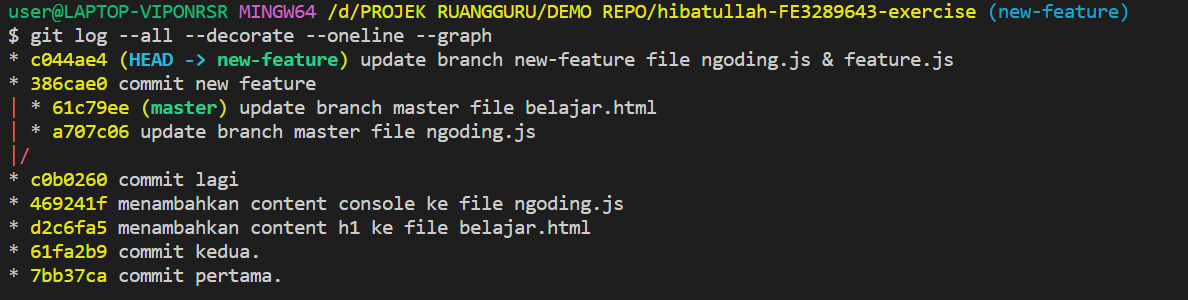 user@LAPTOP-VIPONRSR MINGW64 /d/PROJEK RUANGGURU/DEMO REPO/hibatullah-FE3289643-exercise (new-feature)
$ git log --all --decorate --oneline --graph
* c044ae4 (HEAD -> new-feature) update branch new-feature file ngoding.js & feature.js
* 386cae0 commit new feature
| * 61c79ee (master) update branch master file belajar.html
| * a707c06 update branch master file ngoding.js
|/
* c0b0260 commit lagi
* 469241f menambahkan content console ke file ngoding.js
* d2c6fa5 menambahkan content h1 ke file belajar.html
* 61fa2b9 commit kedua.
* 7bb37ca commit pertama.